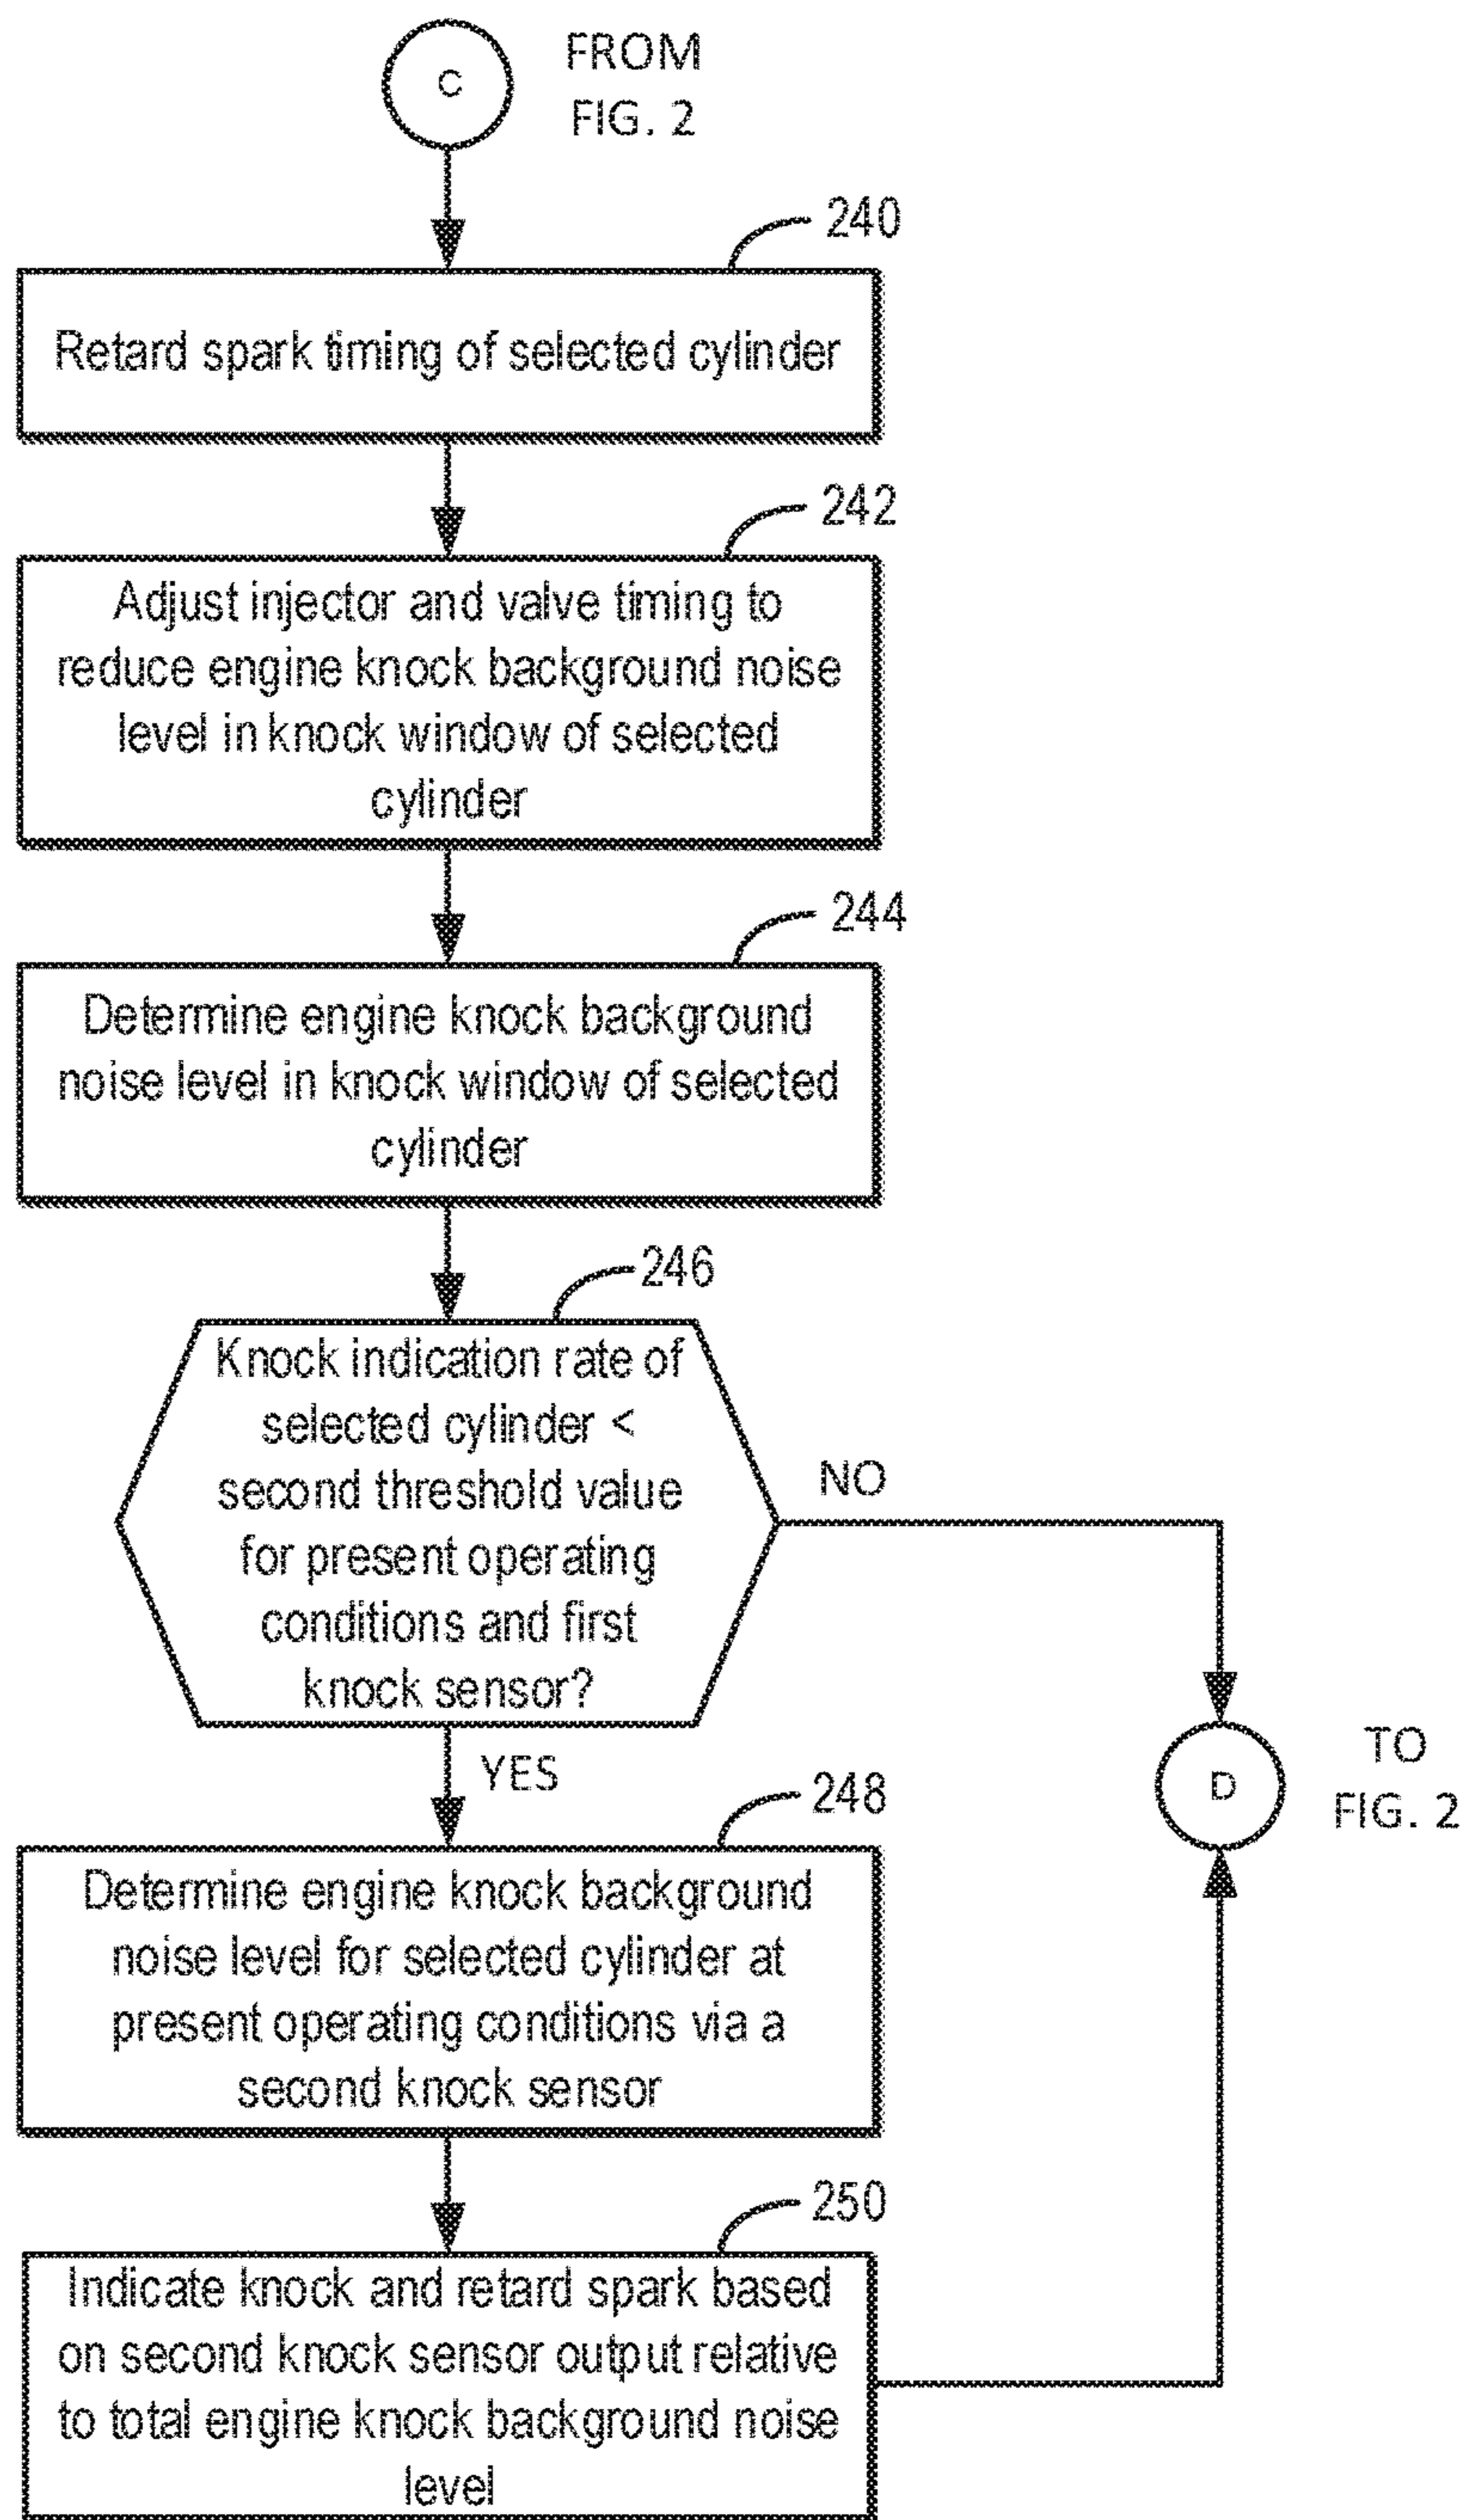 C
FROM
FIG. 2
240
Retard spark timing of selected cylinder
242
Adjust injector and valve timing to
reduce engine knock background noise
level in knock window of selected
cylinder
244
Determine engine knock background
noise level in knock window of selected
cylinder
246
Knock indication rate of
selected cylinder <
second threshold value
for present operating
conditions and first
knock sensor?
NO
YES
D
TO
FIG. 2
248
Determine engine knock background
noise level for selected cylinder at
present operating conditions via a
second knock sensor
250
Indicate knock and retard spark based
on second knock sensor output relative
to total engine knock background noise
level